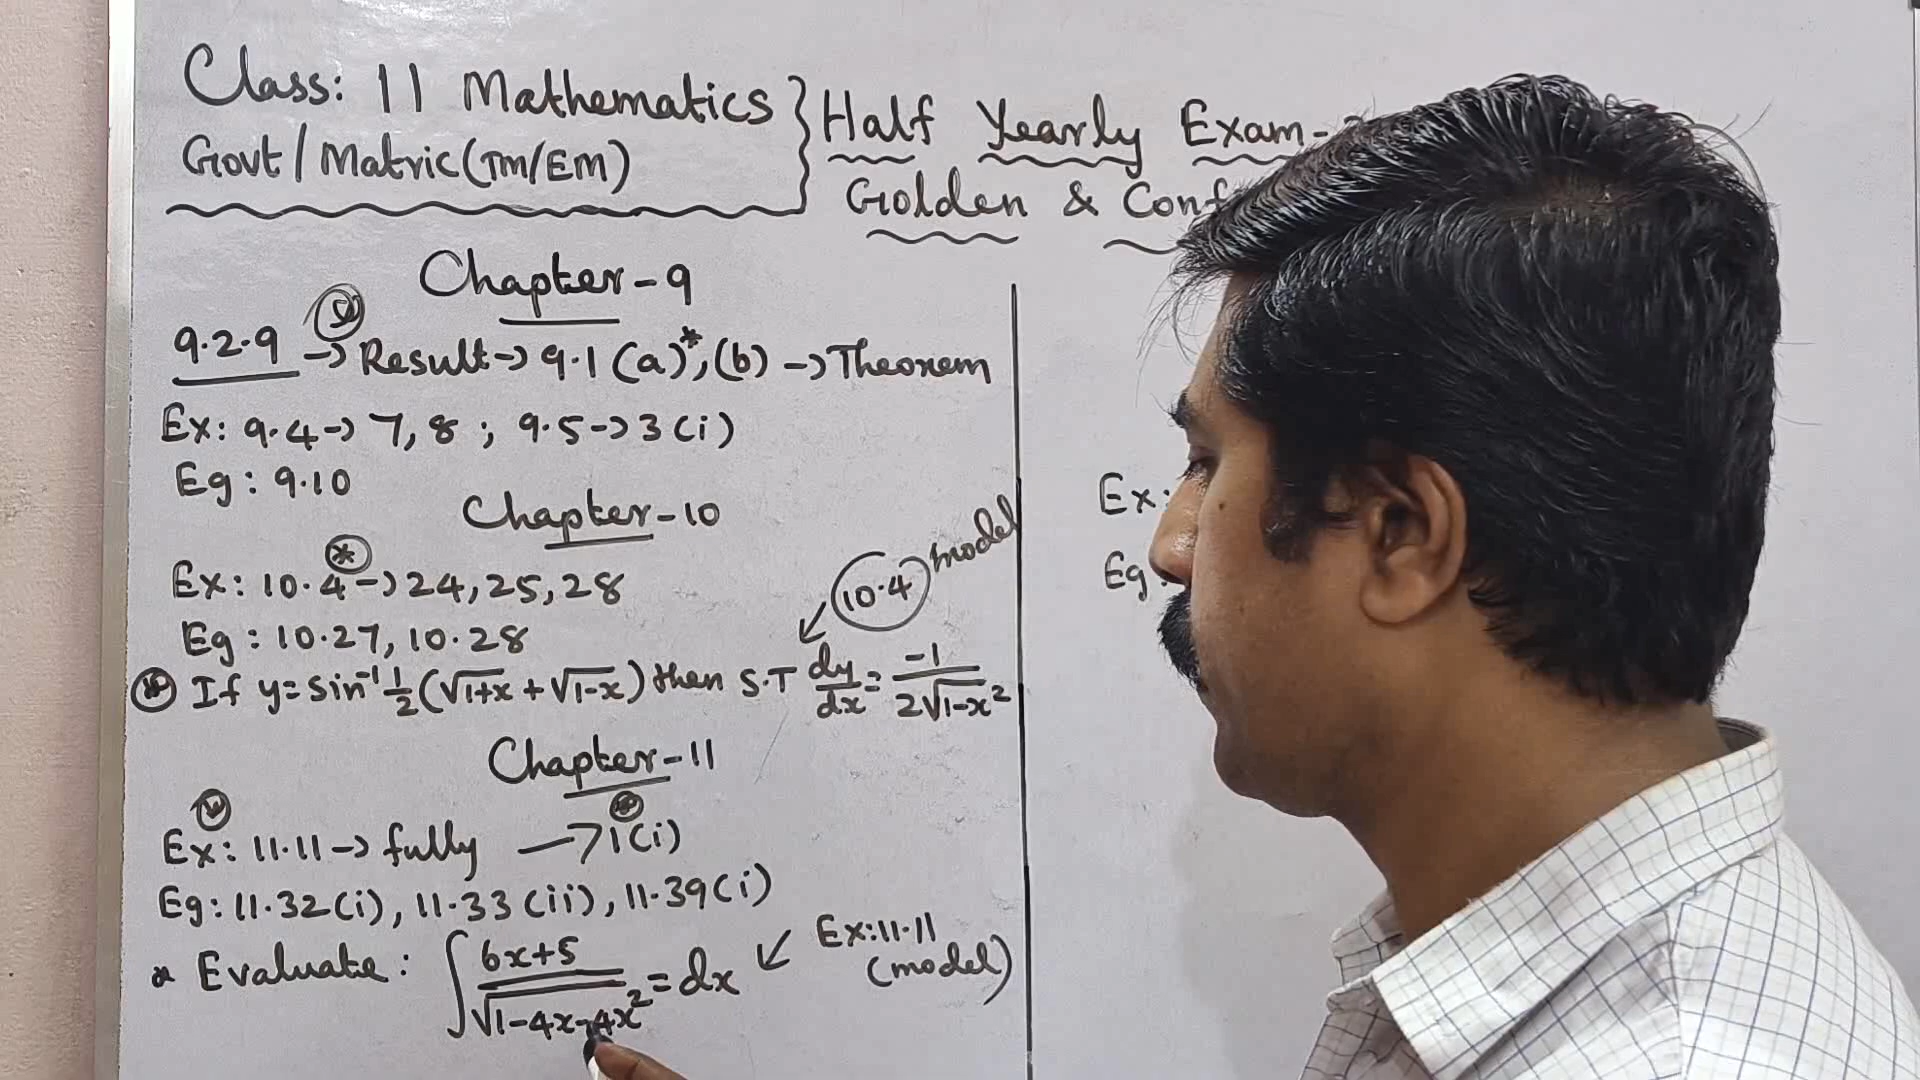 Class: 11 Mathematics
Govt/Matric(TM/EM)
Half Yearly Exam-
Golden &
Chapter-9
9.2.9 -> Result -> 9.1 (a)*, (b) -> Theorem
Ex: 9.4 -> 7, 8 ; 9.5 -> 3 (i)
Eg: 9.10
Chapter-10
Ex: 10.4 -> 24, 25, 28
Eg: 10.27, 10.28
10.4 model
* If y = sin⁻¹ 1/2 (√1+x + √1-x) then S.T dy/dx = -1/2√1-x²
Chapter-11
Ex: 11.11 -> fully -> 1(i)
Eg: 11.32(i), 11.33(ii), 11.39(i)
* Evaluate: ∫ 6x+5/√1-4x-4x² = dx
Ex: 11.11
(model)
Ex:
Eg: